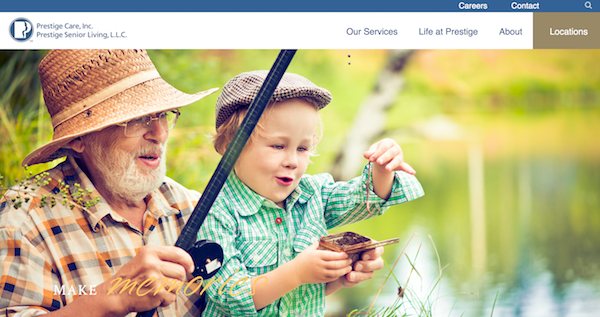 Careers Contact
Prestige Care, Inc.
Prestige Senior Living, L.L.C.
Our Services Life at Prestige About Locations
MAKE memories